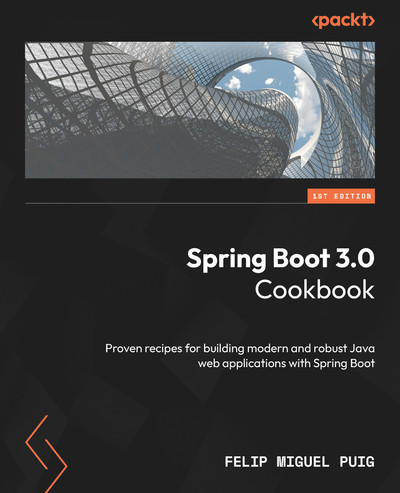 <packt>
1ST EDITION
Spring Boot 3.0
Cookbook
Proven recipes for building modern and robust Java
web applications with Spring Boot
FELIP MIGUEL PUIG